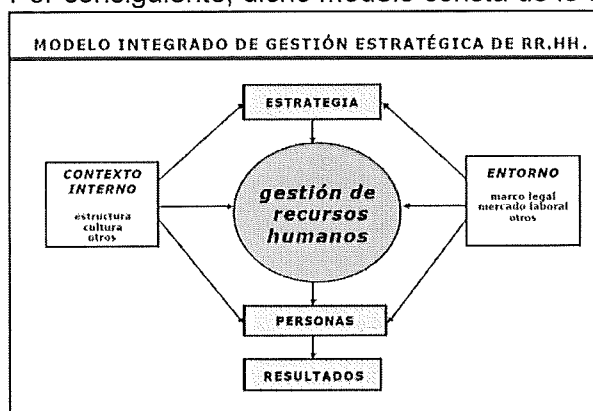 Por consiguiente, dicho modelo consta de lo
MODELO INTEGRADO DE GESTIÓN ESTRATÉGICA DE RR.HH.
ESTRATEGIA
CONTEXTO
INTERNO
estructura
cultura
otros
gestión de
recursos
humanos
ENTORNO
marco legal
mercado laboral
otros
PERSONAS
RESULTADOS